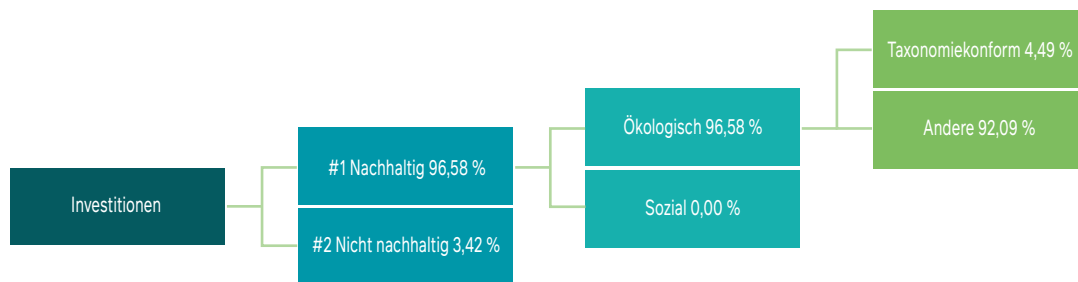 Investitionen
#1 Nachhaltig 96,58 %
#2 Nicht nachhaltig 3,42 %
Ökologisch 96,58 %
Sozial 0,00 %
Taxonomiekonform 4,49 %
Andere 92,09 %